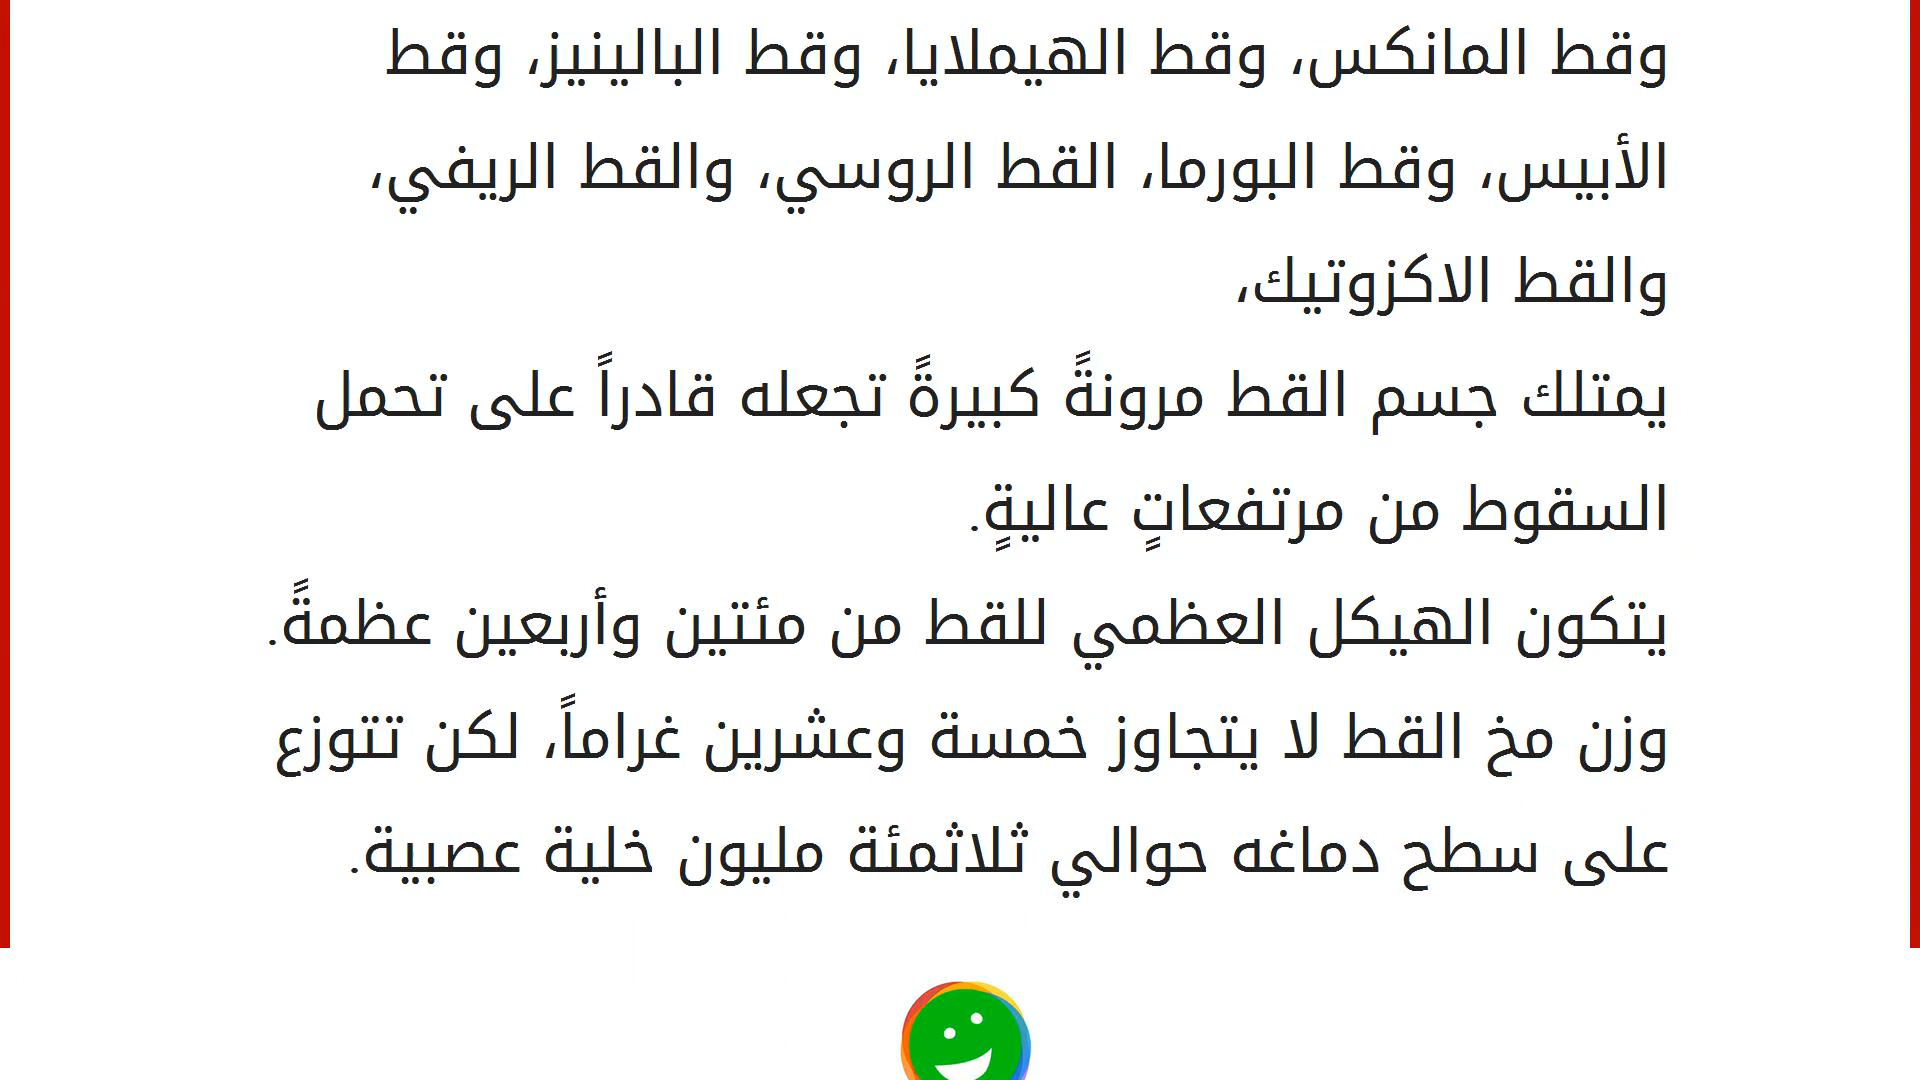 وقط المانكس، وقط الهيملايا، وقط البالينيز، وقط
الأبيس، وقط البورما، القط الروسي، والقط الريفي،
والقط الاكزوتيك،
يمتلك جسم القط مرونةً كبيرةً تجعله قادراً على تحمل
السقوط من مرتفعاتٍ عاليةٍ.
يتكون الهيكل العظمي للقط من مئتين وأربعين عظمةً.
وزن مخ القط لا يتجاوز خمسة وعشرين غراماً، لكن تتوزع
على سطح دماغه حوالي ثلاثمئة مليون خلية عصبية.